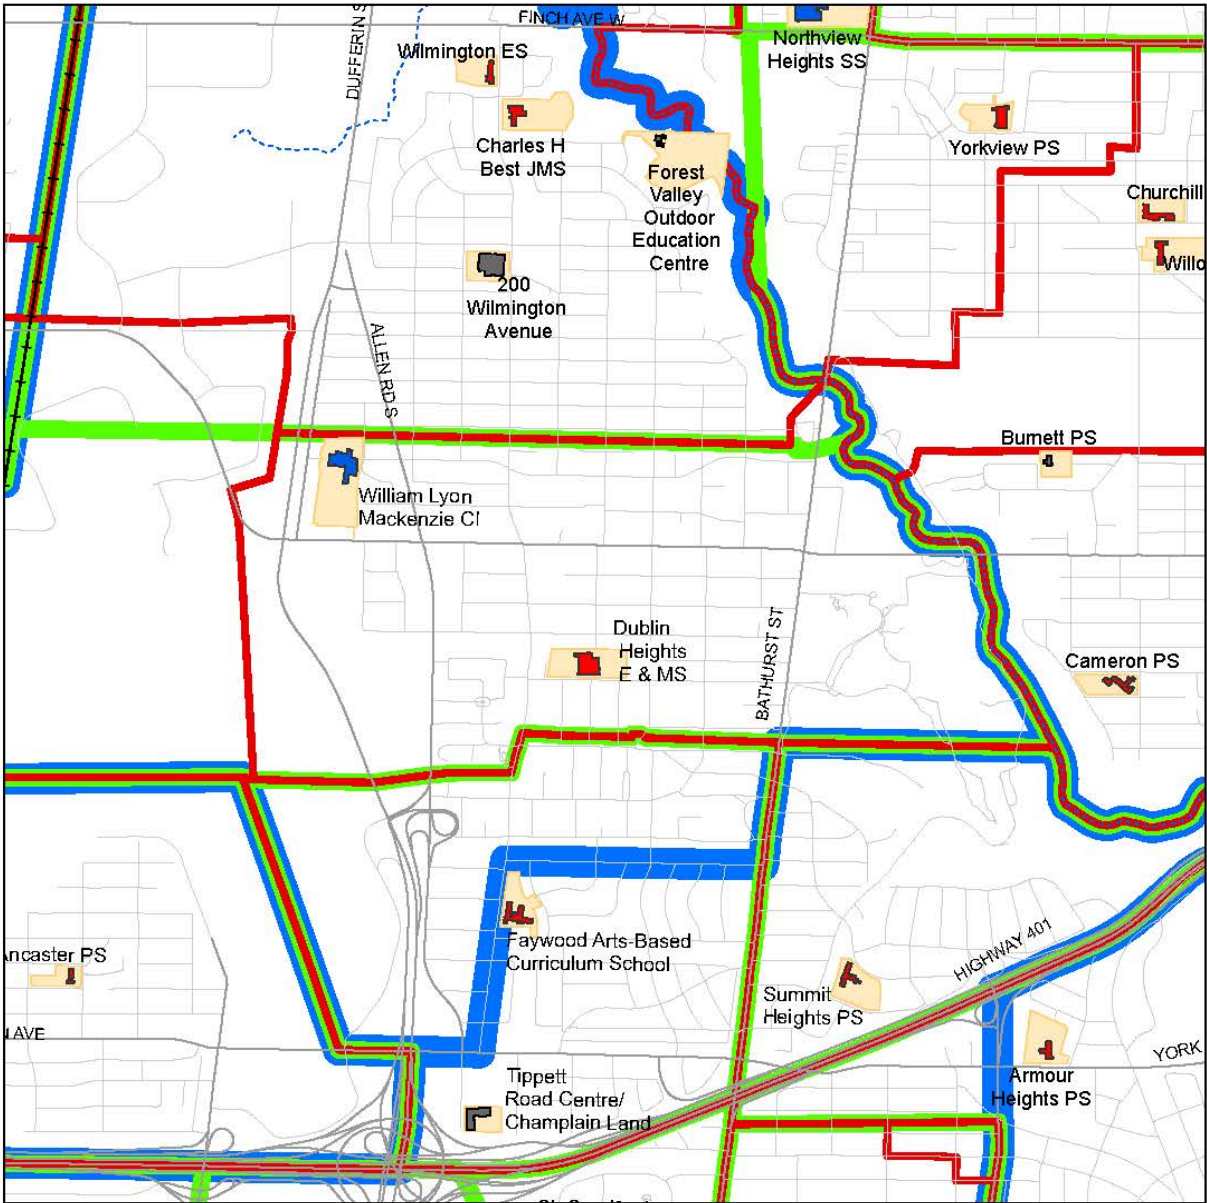 FINCH AVE W
DUFFERIN S
Wilmington ES
Northview
Heights SS
Charles H
Best JMS
Yorkview PS
Forest
Valley
Outdoor
Education
Centre
Churchill
Willo
200
Wilmington
Avenue
ALLEN RD S
Burnett PS
William Lyon
Mackenzie CI
Dublin
Heights
E & MS
BATHURST ST
Cameron PS
Faywood Arts-Based
Curriculum School
ncaster PS
HIGHWAY 401
Summit
Heights PS
AVE
YORK
Tippett
Road Centre/
Champlain Land
Armour
Heights PS